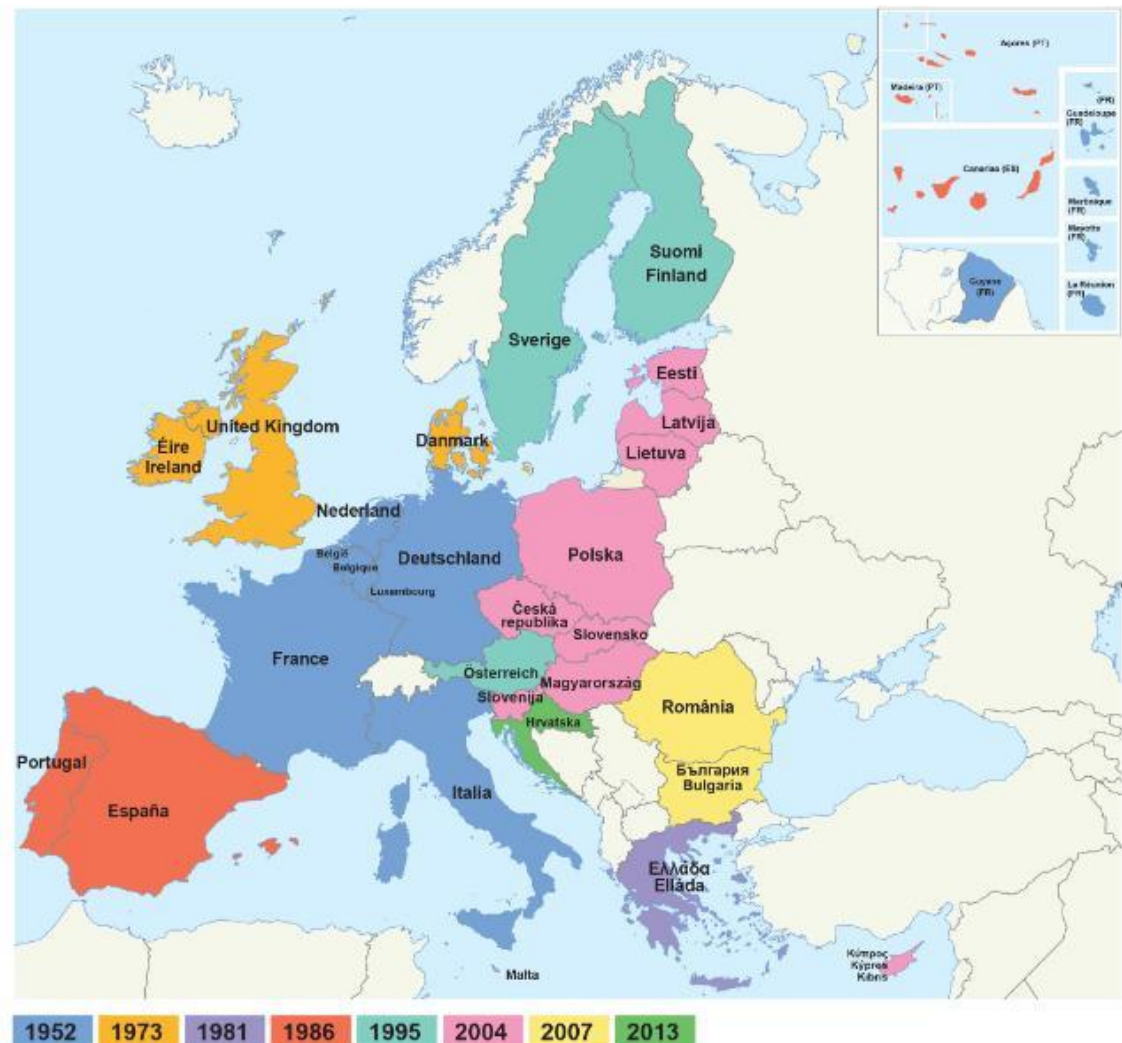 Açores (PT)
Madeira (PT)
(FR)
Guadeloupe
(FR)
Canarias (ES)
Martinique
(FR)
Mayotte
(FR)
Guyane
(FR)
La Réunion
(FR)
Suomi
Finland
Sverige
Eesti
Latvija
Lietuva
United Kingdom
Éire
Ireland
Danmark
Nederland
België
Belgique
Deutschland
Luxembourg
Polska
Česká
republika
Slovensko
France
Österreich
Magyarország
Slovenija
Hrvatska
România
Portugal
España
Italia
България
Bulgaria
Ελλάδα
Elláda
Malta
Κύπρος
Kýpros
Kıbrıs
1952 1973 1981 1986 1995 2004 2007 2013